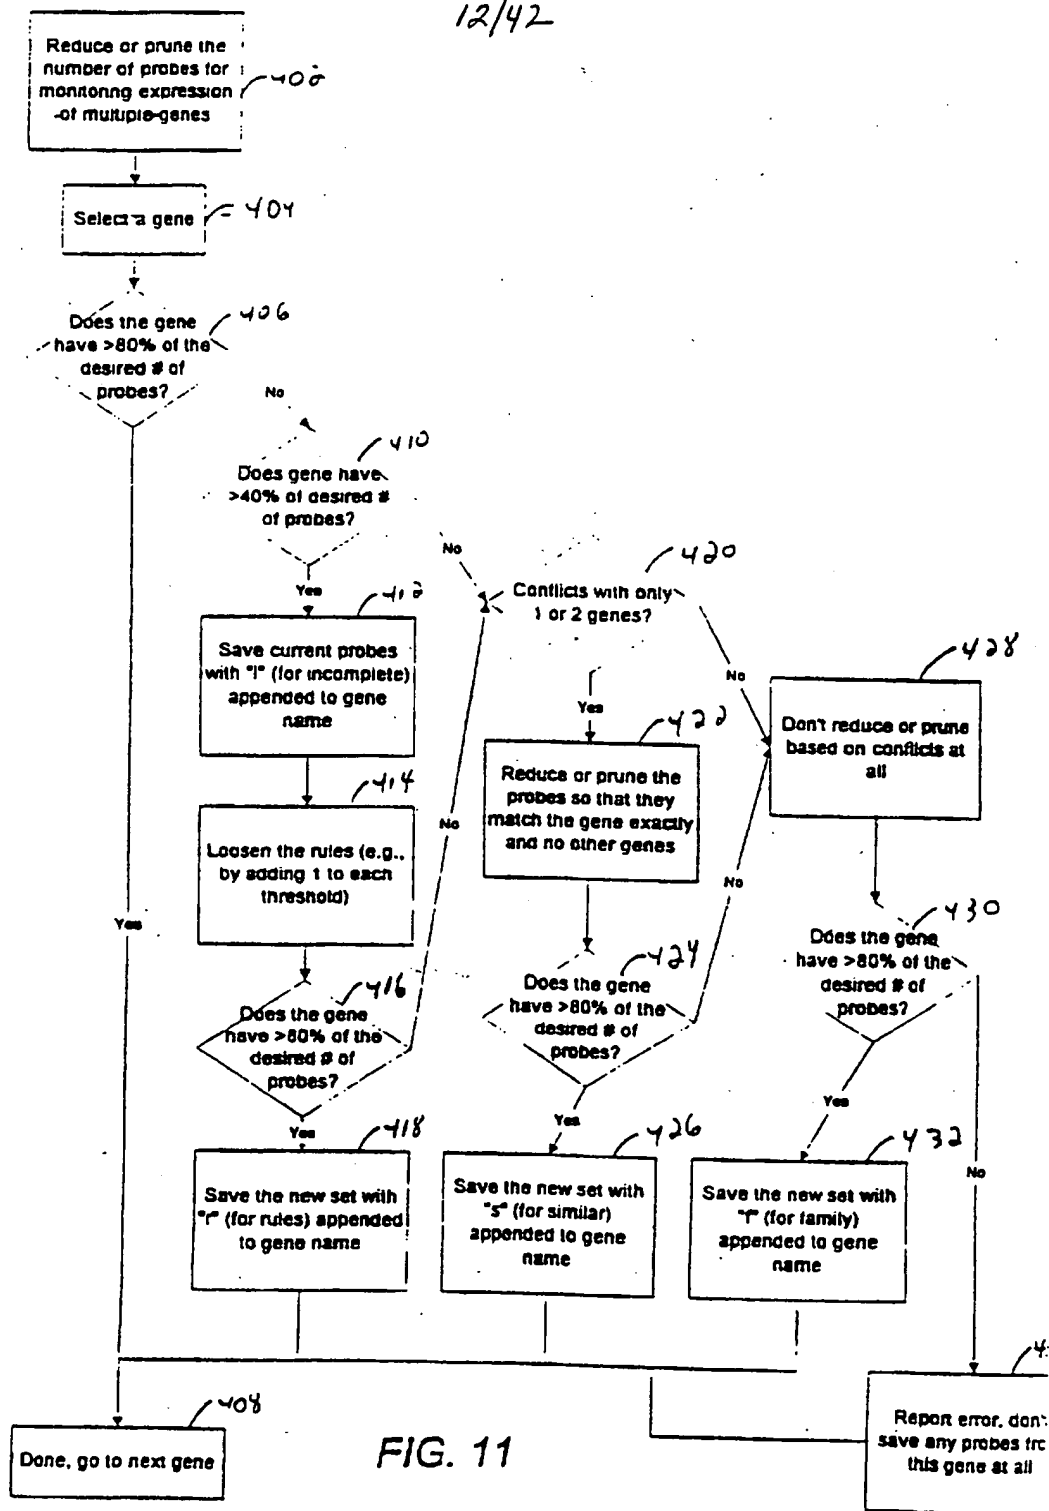 12/42
Reduce or prune the
number of probes for
monitoring expression
of multiple genes
402
Select a gene
404
Does the gene
have >80% of the
desired # of
probes?
406
No
Does gene have
>40% of desired #
of probes?
410
Yes
Save current probes
with "I" (for incomplete)
appended to gene
name
412
Loosen the rules (e.g.,
by adding 1 to each
threshold)
414
Does the gene
have >80% of the
desired # of
probes?
416
Yes
Save the new set with
"r" (for rules) appended
to gene name
418
No
No
Conflicts with only
1 or 2 genes?
420
Yes
Reduce or prune the
probes so that they
match the gene exactly
and no other genes
422
Does the gene
have >80% of the
desired # of
probes?
424
Yes
Save the new set with
"s" (for similar)
appended to gene
name
426
No
No
Don't reduce or prune
based on conflicts at
all
428
Does the gene
have >80% of the
desired # of
probes?
430
Yes
Save the new set with
"f" (for family)
appended to gene
name
432
No
Report error, don'
save any probes
this gene at all
Yes
Done, go to next gene
408
FIG. 11